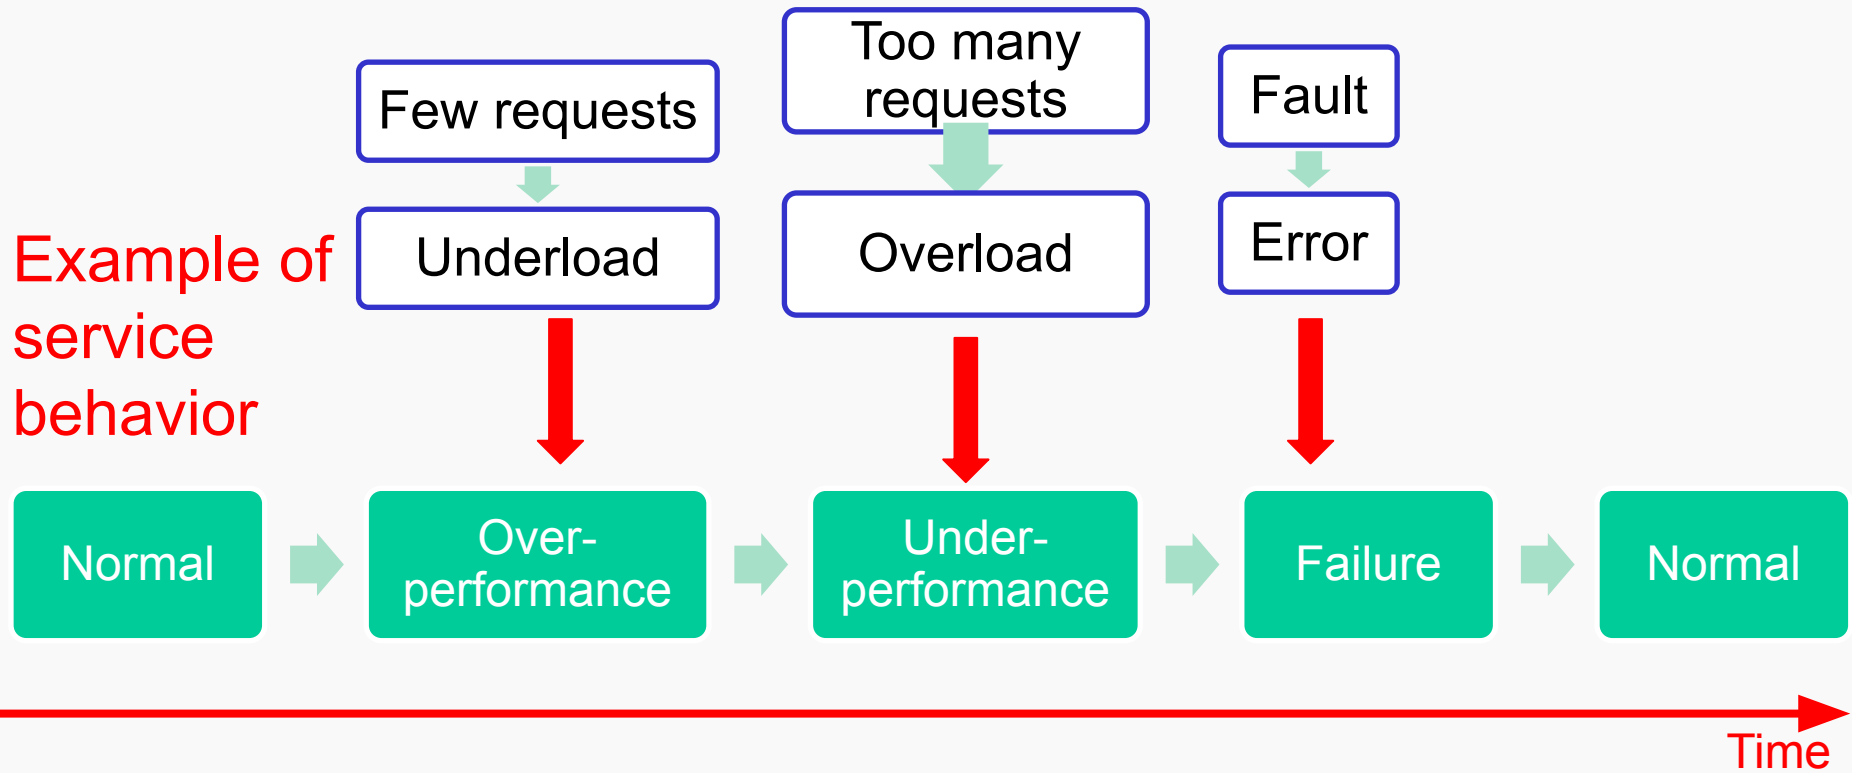 Too many
requests
Few requests
Fault
Underload
Overload
Error
Example of
service
behavior
Normal
Over-
performance
Under-
performance
Failure
Normal
Time